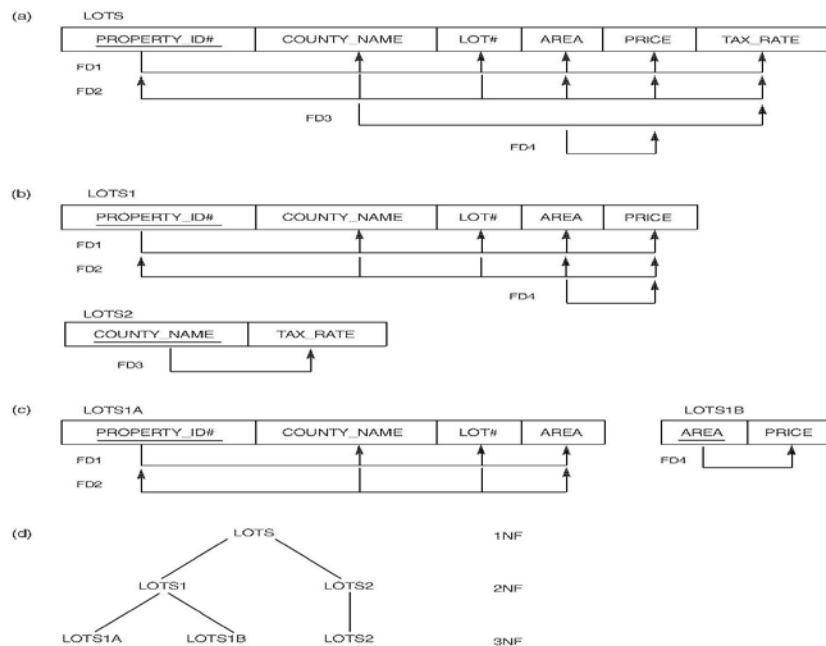 (a) LOTS
PROPERTY_ID# COUNTY_NAME LOT# AREA PRICE TAX_RATE
FD1
FD2
FD3
FD4
(b) LOTS1
PROPERTY_ID# COUNTY_NAME LOT# AREA PRICE
FD1
FD2
FD4
LOTS2
COUNTY_NAME TAX_RATE
FD3
(c) LOTS1A LOTS1B
PROPERTY_ID# COUNTY_NAME LOT# AREA AREA PRICE
FD1 FD4
FD2
(d) LOTS 1NF
LOTS1 LOTS2 2NF
LOTS1A LOTS1B LOTS2 3NF